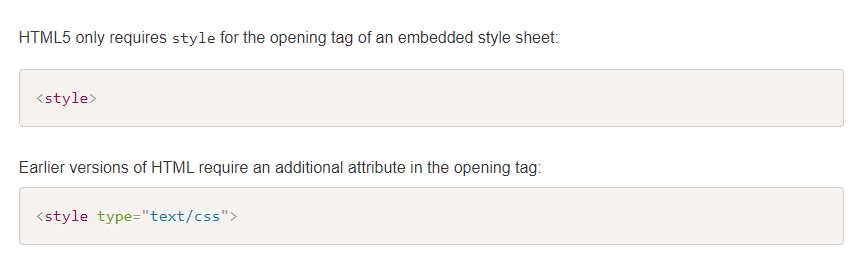 HTML5 only requires style for the opening tag of an embedded style sheet:
<style>
Earlier versions of HTML require an additional attribute in the opening tag:
<style type="text/css">